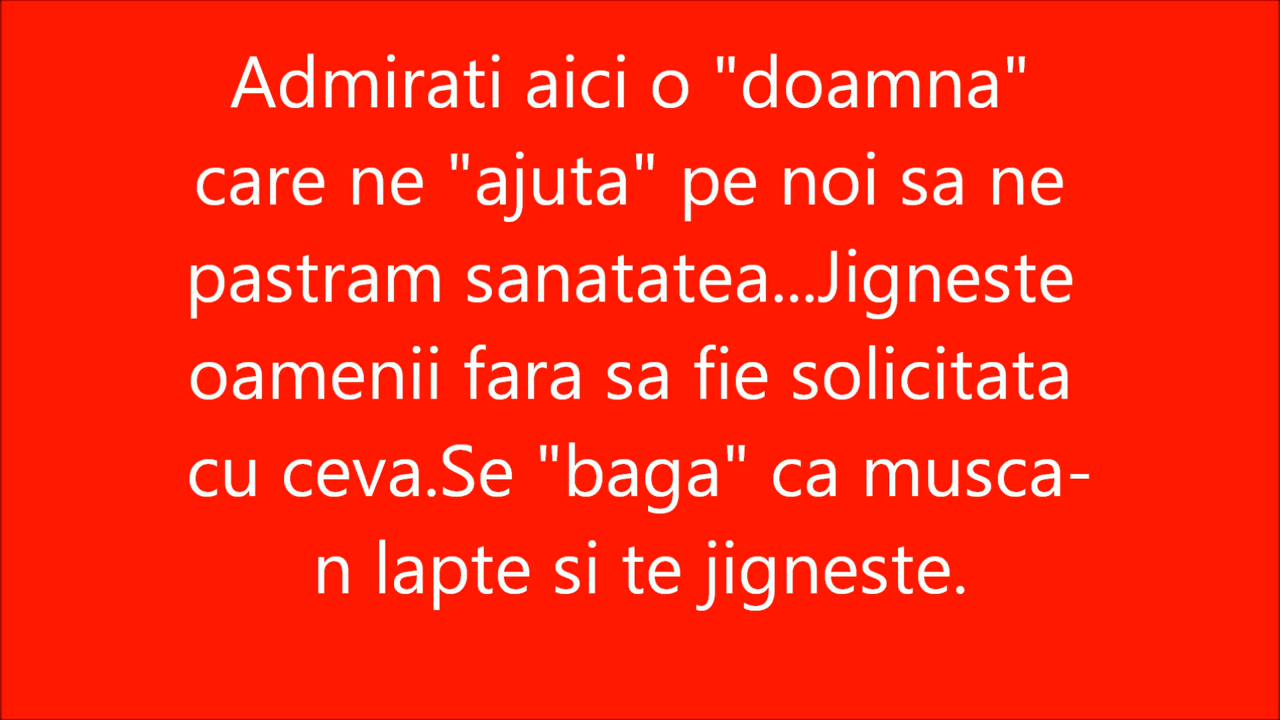 Admirati aici o "doamna"
care ne "ajuta" pe noi sa ne
pastram sanatatea...Jigneste
oamenii fara sa fie solicitata
cu ceva.Se "baga" ca musca-
n lapte si te jigneste.